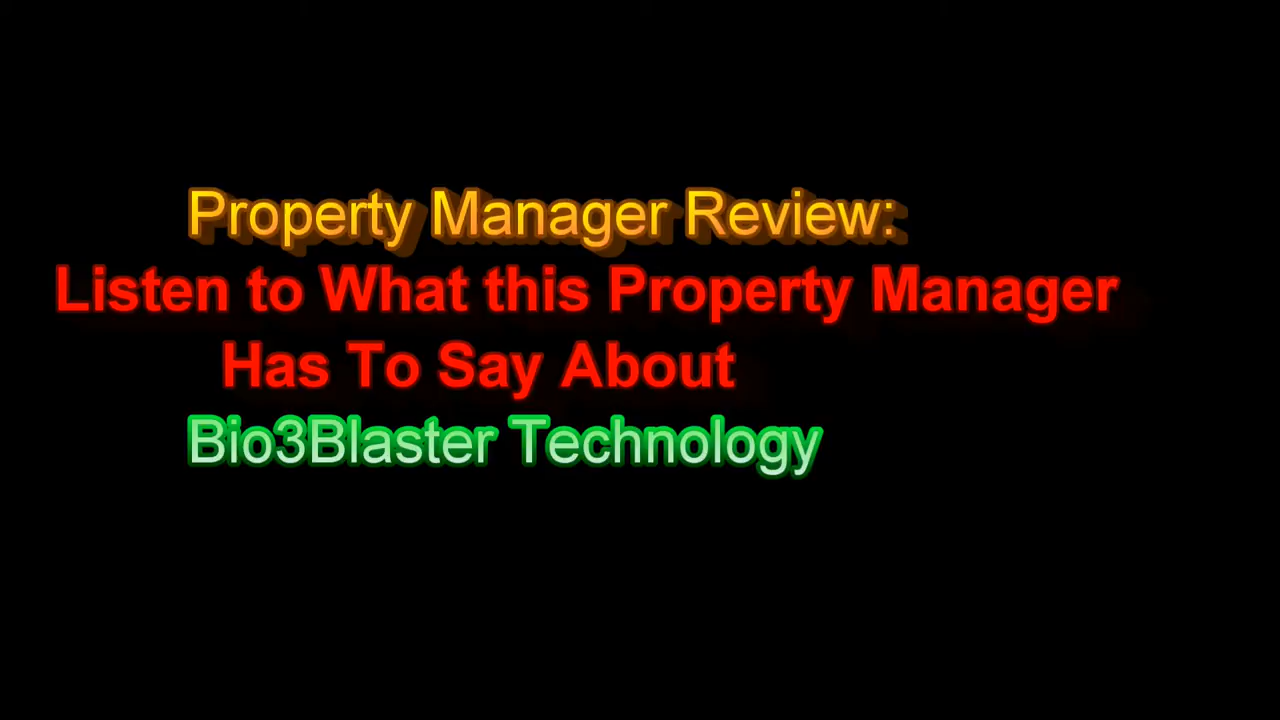 Property Manager Review:
Listen to What this Property Manager
Has To Say About
Bio3Blaster Technology